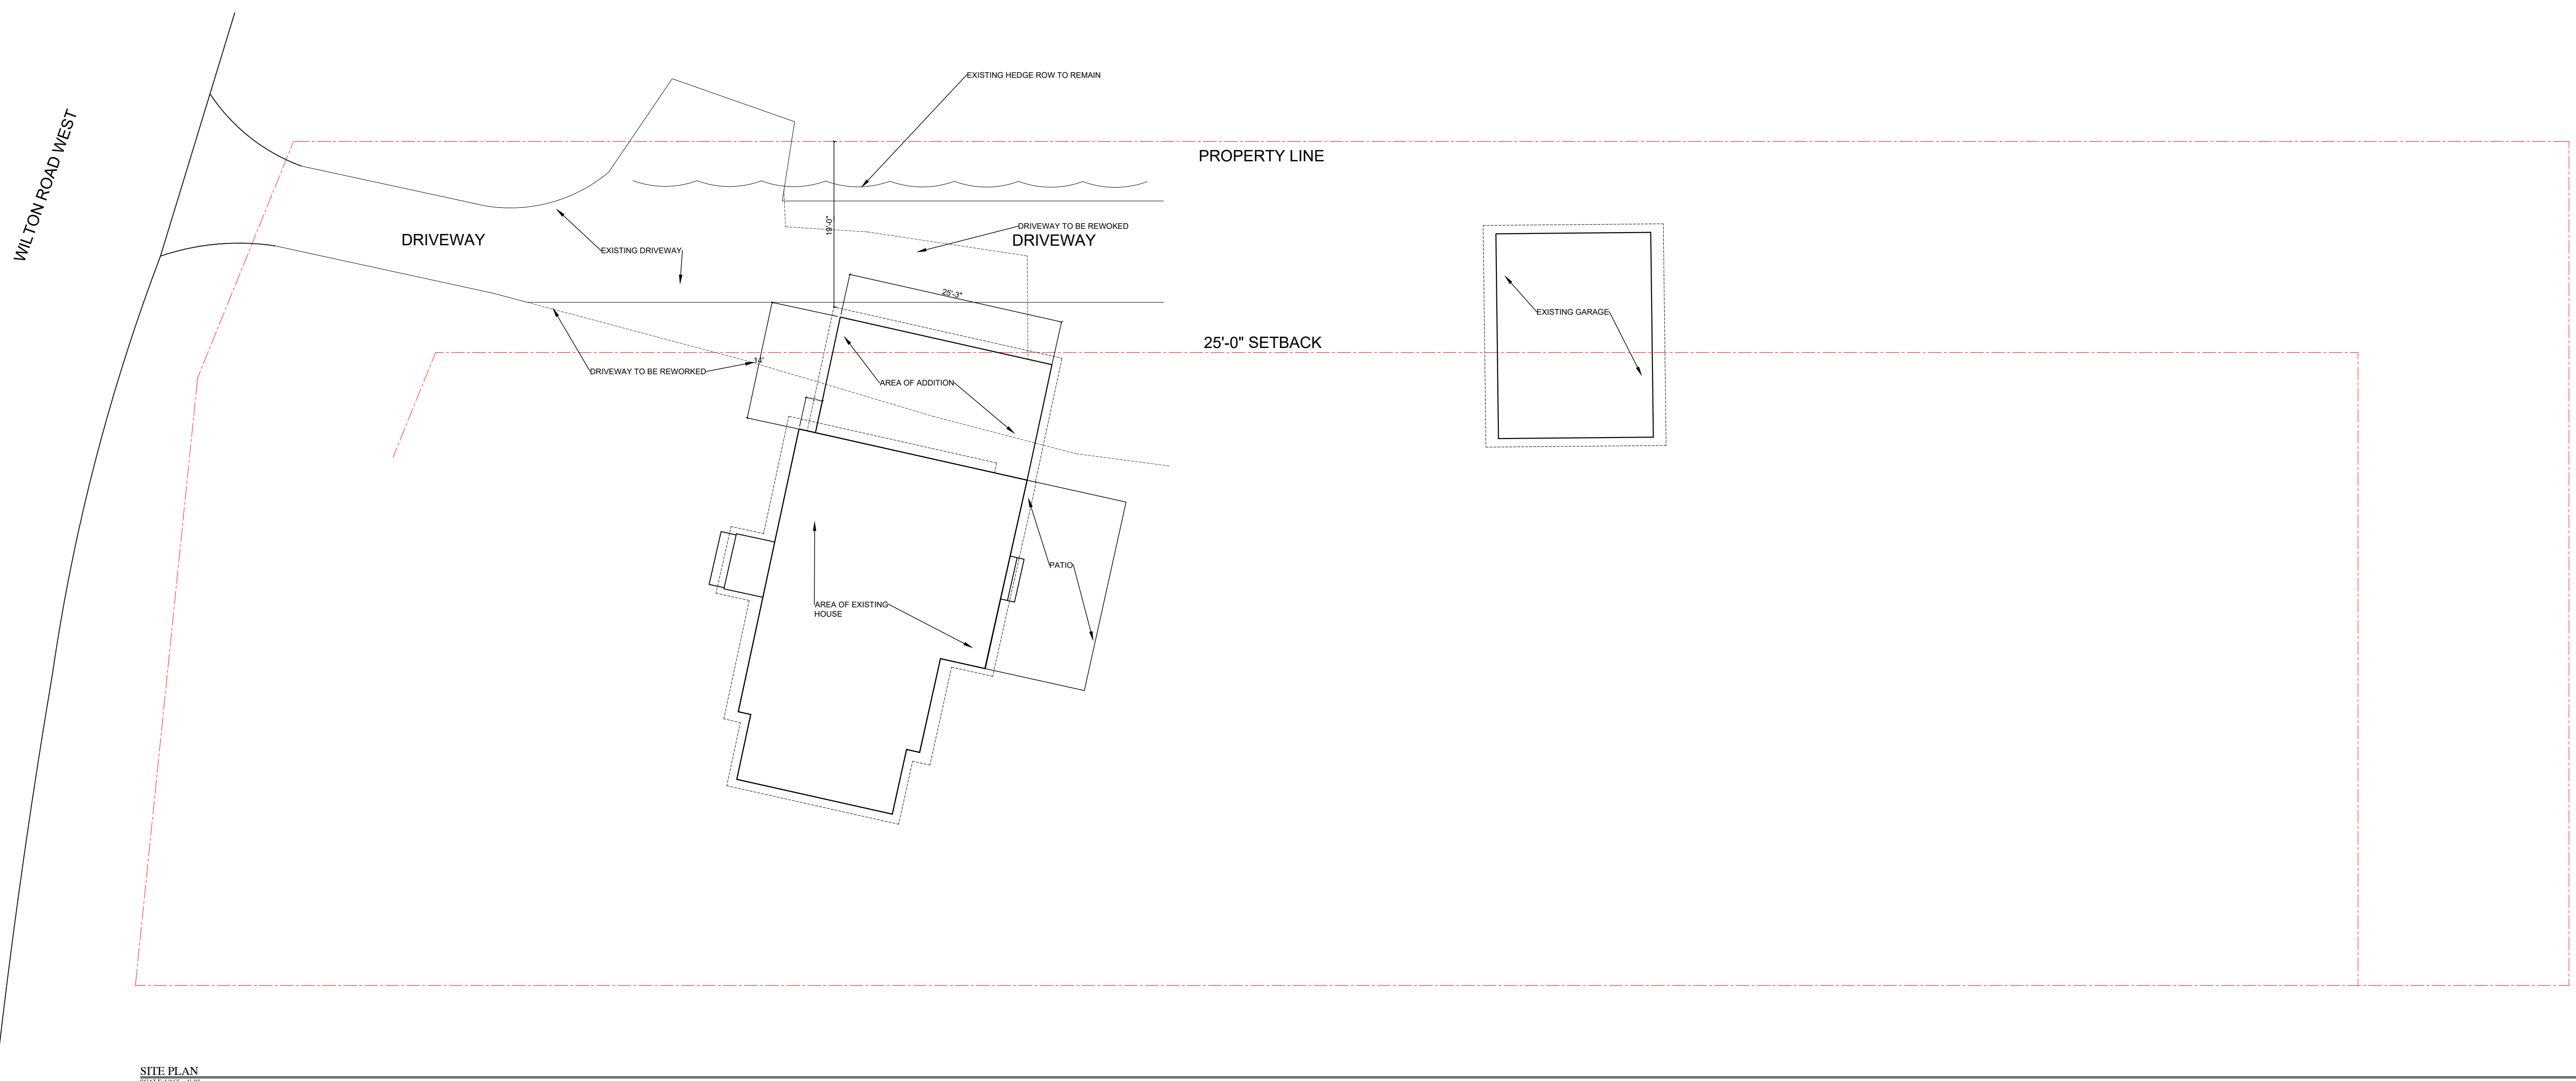 WILTON ROAD WEST
EXISTING HEDGE ROW TO REMAIN
PROPERTY LINE
19'-0"
DRIVEWAY
EXISTING DRIVEWAY
DRIVEWAY TO BE REWOKED
DRIVEWAY
25'-3"
EXISTING GARAGE
25'-0" SETBACK
14'
DRIVEWAY TO BE REWORKED
AREA OF ADDITION
PATIO
AREA OF EXISTING
HOUSE
SITE PLAN